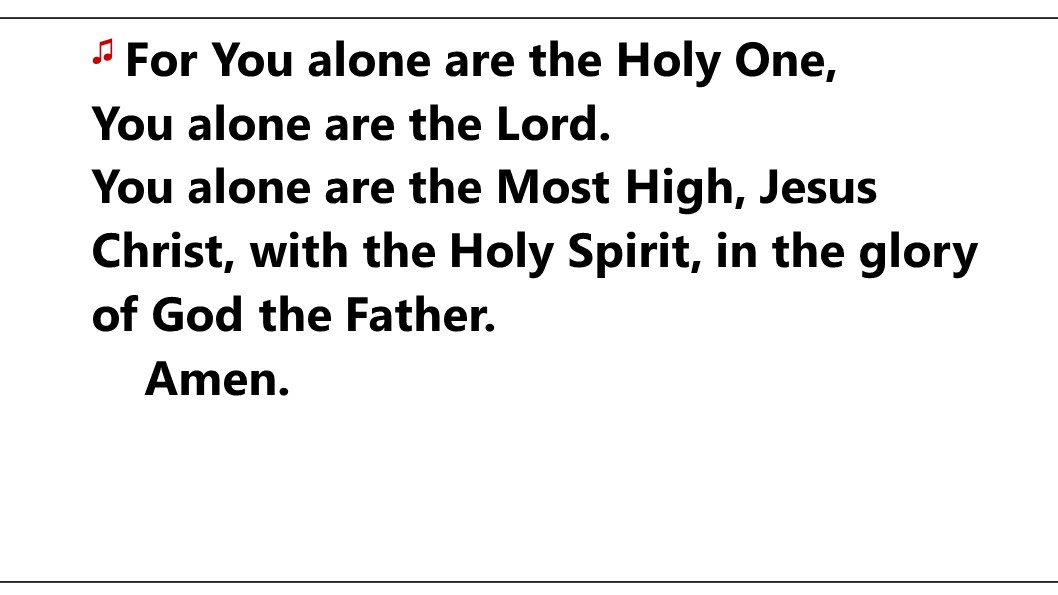 ♫ For You alone are the Holy One,
You alone are the Lord.
You alone are the Most High, Jesus
Christ, with the Holy Spirit, in the glory
of God the Father.
Amen.